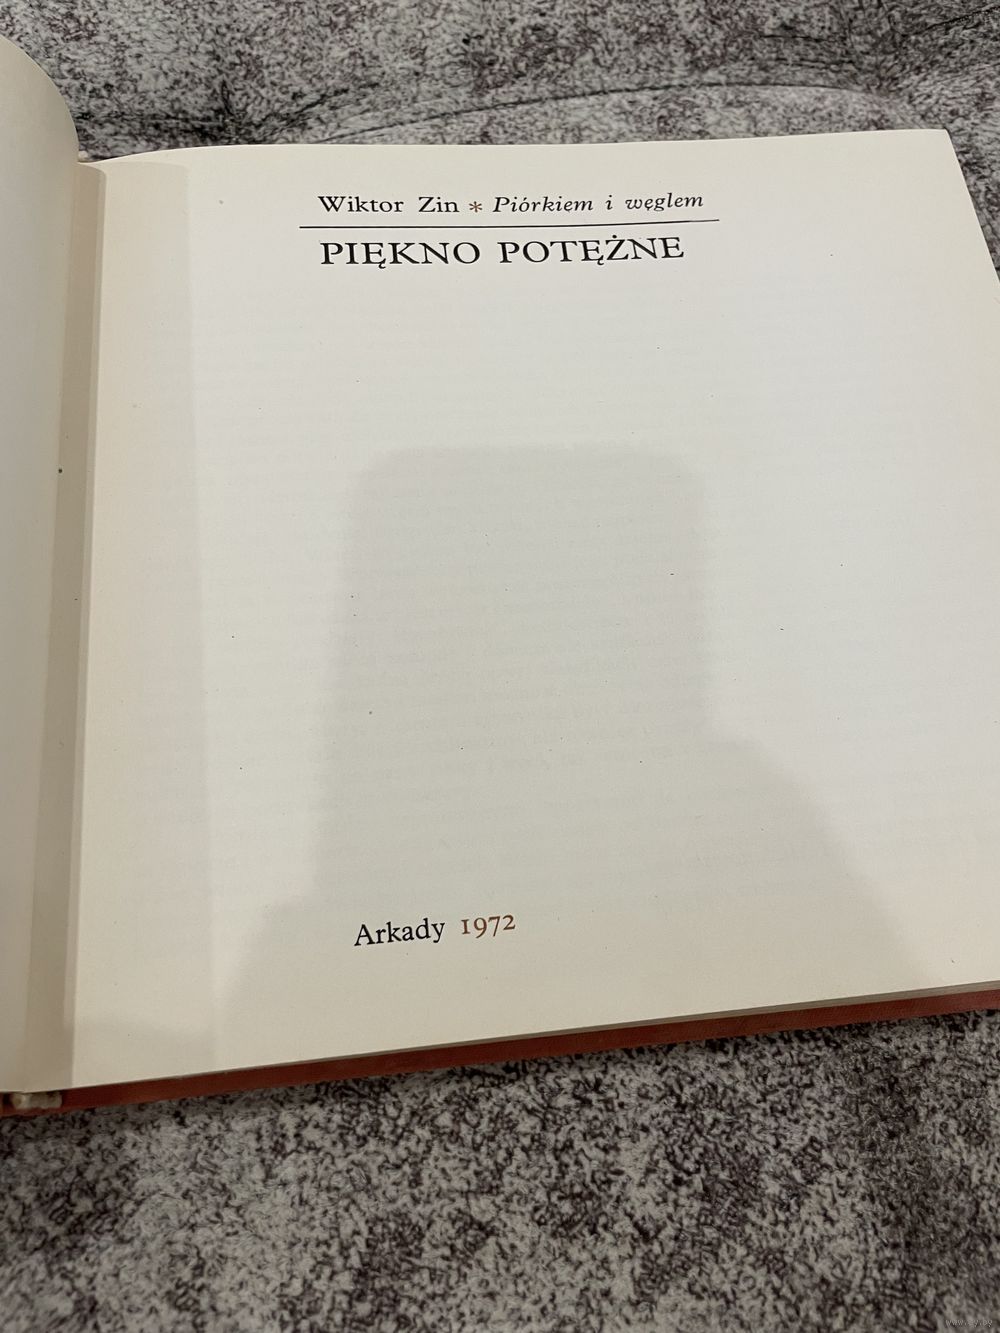 Wiktor Zin * Piórkiem i węglem
PIĘKNO POTĘŻNE
Arkady 1972